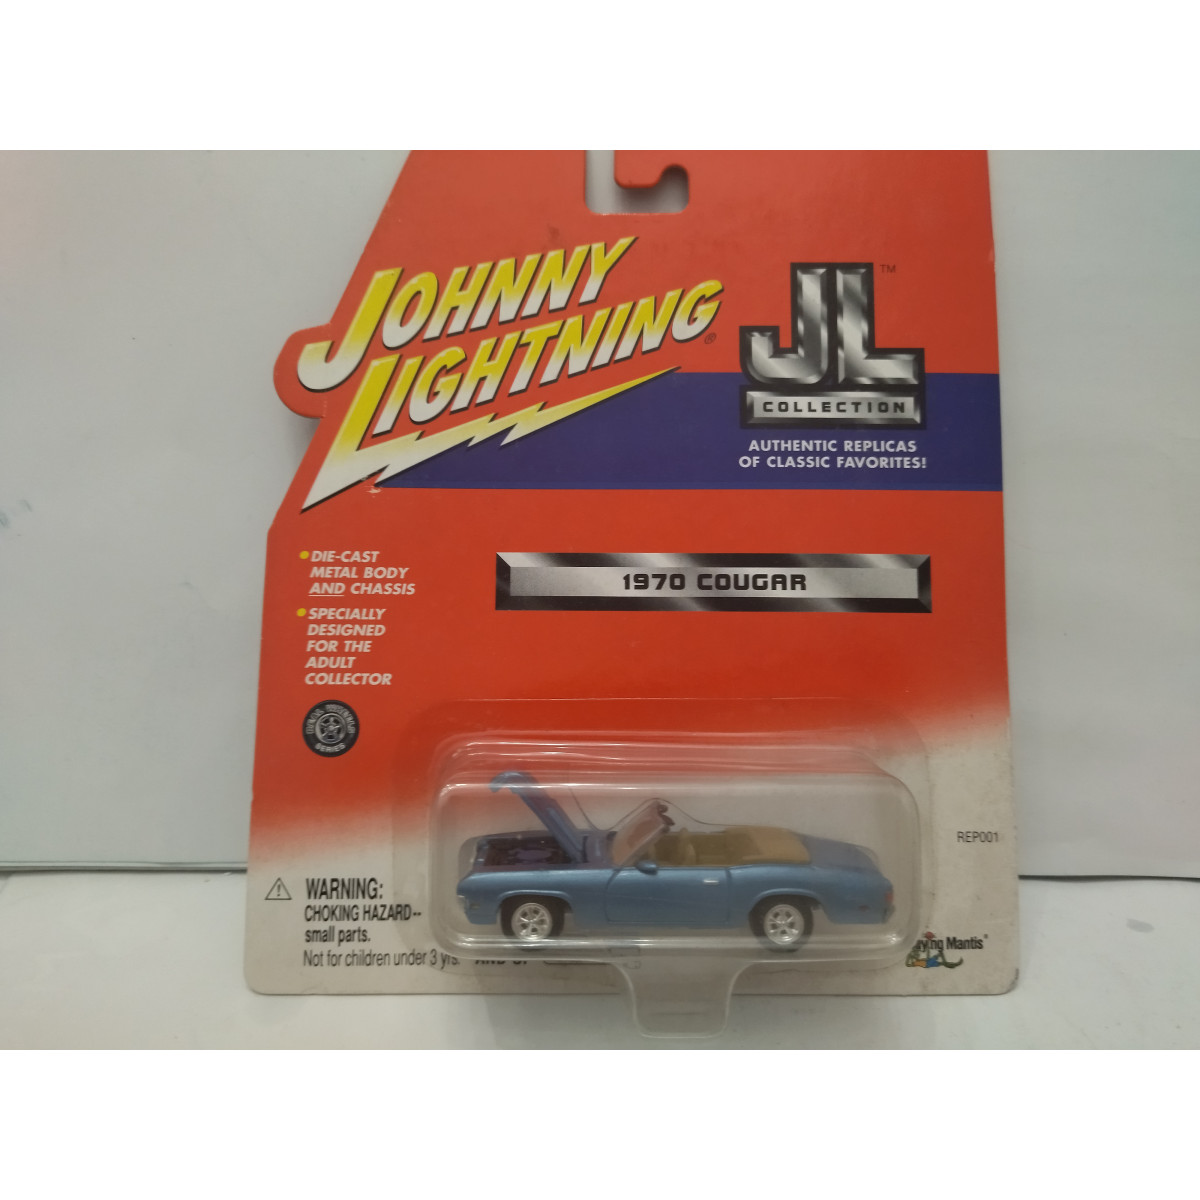 JOHNNY
LIGHTNING®
JL™
COLLECTION
AUTHENTIC REPLICAS
OF CLASSIC FAVORITES!
1970 COUGAR
DIE-CAST
METAL BODY
AND CHASSIS
SPECIALLY
DESIGNED
FOR THE
ADULT
COLLECTOR
SERIES
REP001
WARNING:
CHOKING HAZARD--
small parts.
Not for children under 3 yrs.
Mantis®